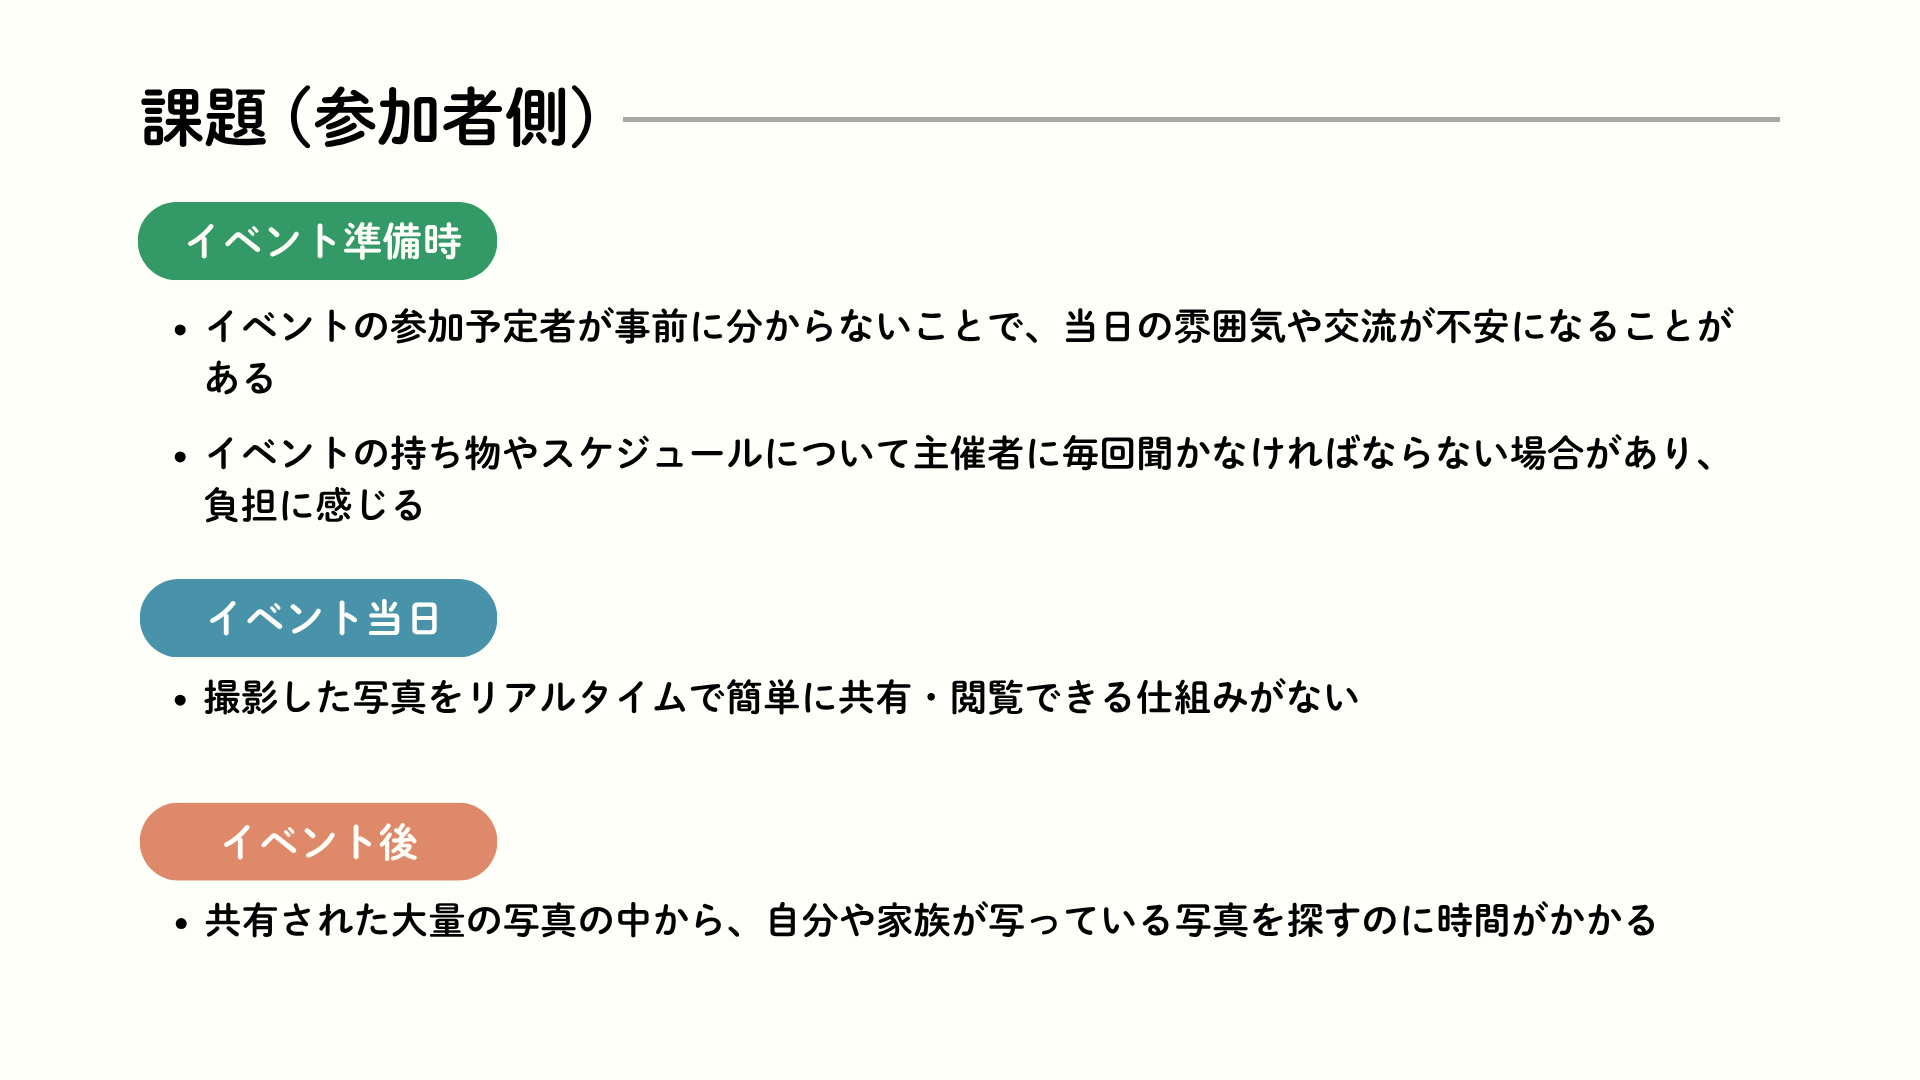 課題（参加者側）
イベント準備時
• イベントの参加予定者が事前に分からないことで、当日の雰囲気や交流が不安になることが
ある
• イベントの持ち物やスケジュールについて主催者に毎回聞かなければならない場合があり、
負担に感じる
イベント当日
• 撮影した写真をリアルタイムで簡単に共有・閲覧できる仕組みがない
イベント後
• 共有された大量の写真の中から、自分や家族が写っている写真を探すのに時間がかかる